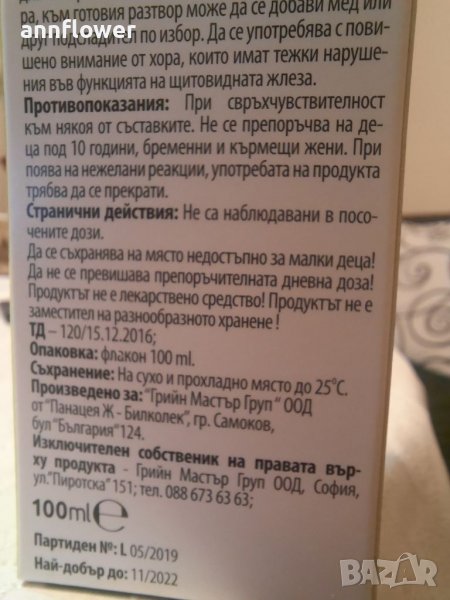 annflower
ра, към готовия разтвор може да се добави мед или
друг подсладител по избор. Да се употребява с пови-
шено внимание от хора, които имат тежки наруше-
ния във функцията на щитовидната жлеза.
Противопоказания: При свръхчувствителност
към някоя от съставките. Не се препоръчва на де-
ца под 10 години, бременни и кърмещи жени. При
поява на нежелани реакции, употребата на продукта
трябва да се прекрати.
Странични действия: Не са наблюдавани в посо-
чените дози.
Да се съхранява на място недостъпно за малки деца!
Да не се превишава препоръчителната дневна доза!
Продуктът не е лекарствено средство! Продуктът не е
заместител на разнообразното хранене !
ТД – 120/15.12.2016;
Опаковка: флакон 100 ml.
Съхранение: На сухо и прохладно място до 25°C.
Произведено за: "Грийн Мастър Груп" ООД
от "Панацея Ж - Билколек", гр. Самоков,
бул "България" 124.
Изключителен собственик на правата вър-
ху продукта - Грийн Мастър Груп ООД, София,
ул."Пиротска" 151; тел. 088 673 63 63;
100ml e
Партиден №: L 05/2019
Най-добър до: 11/2022
BAZAR